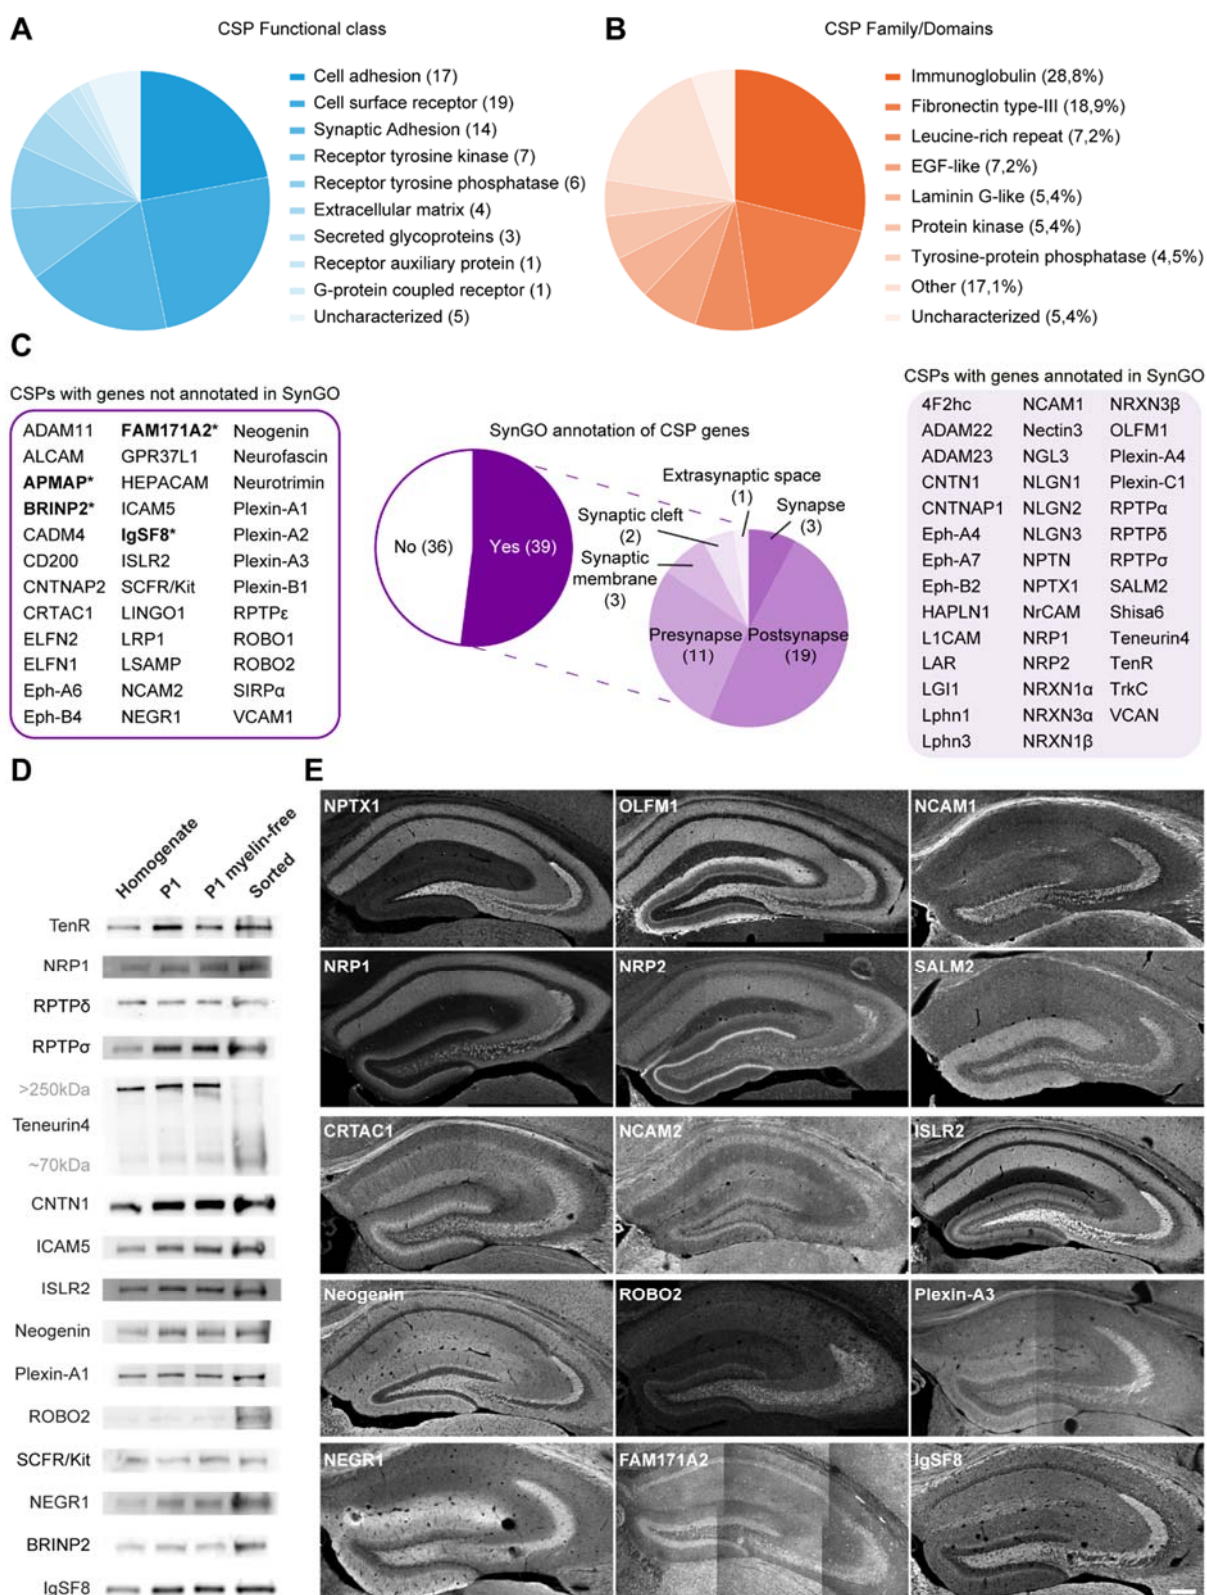 A
CSP Functional class
Cell adhesion (17)
Cell surface receptor (19)
Synaptic Adhesion (14)
Receptor tyrosine kinase (7)
Receptor tyrosine phosphatase (6)
Extracellular matrix (4)
Secreted glycoproteins (3)
Receptor auxiliary protein (1)
G-protein coupled receptor (1)
Uncharacterized (5)
B
CSP Family/Domains
Immunoglobulin (28,8%)
Fibronectin type-III (18,9%)
Leucine-rich repeat (7,2%)
EGF-like (7,2%)
Laminin G-like (5,4%)
Protein kinase (5,4%)
Tyrosine-protein phosphatase (4,5%)
Other (17,1%)
Uncharacterized (5,4%)
C
CSPs with genes not annotated in SynGO
ADAM11 FAM171A2* Neogenin
ALCAM GPR37L1 Neurofascin
APMAP* HEPACAM Neurotrimin
BRINP2* ICAM5 Plexin-A1
CADM4 IgSF8* Plexin-A2
CD200 ISLR2 Plexin-A3
CNTNAP2 SCFR/Kit Plexin-B1
CRTAC1 LINGO1 RPTPε
ELFN2 LRP1 ROBO1
ELFN1 LSAMP ROBO2
Eph-A6 NCAM2 SIRPα
Eph-B4 NEGR1 VCAM1
SynGO annotation of CSP genes
No (36)
Yes (39)
Extrasynaptic space
(1)
Synapse
(3)
Synaptic cleft
(2)
Synaptic
membrane
(3)
Presynapse
(11)
Postsynapse
(19)
CSPs with genes annotated in SynGO
4F2hc NCAM1 NRXN3β
ADAM22 Nectin3 OLFM1
ADAM23 NGL3 Plexin-A4
CNTN1 NLGN1 Plexin-C1
CNTNAP1 NLGN2 RPTPα
Eph-A4 NLGN3 RPTPδ
Eph-A7 NPTN RPTPσ
Eph-B2 NPTX1 SALM2
HAPLN1 NrCAM Shisa6
L1CAM NRP1 Teneurin4
LAR NRP2 TenR
LGI1 NRXN1α TrkC
Lphn1 NRXN3α VCAN
Lphn3 NRXN1β
D
Homogenate
P1
P1 myelin-free
Sorted
TenR
NRP1
RPTPδ
RPTPσ
>250kDa
Teneurin4
~70kDa
CNTN1
ICAM5
ISLR2
Neogenin
Plexin-A1
ROBO2
SCFR/Kit
NEGR1
BRINP2
IgSF8
E
NPTX1 OLFM1 NCAM1
NRP1 NRP2 SALM2
CRTAC1 NCAM2 ISLR2
Neogenin ROBO2 Plexin-A3
NEGR1 FAM171A2 IgSF8